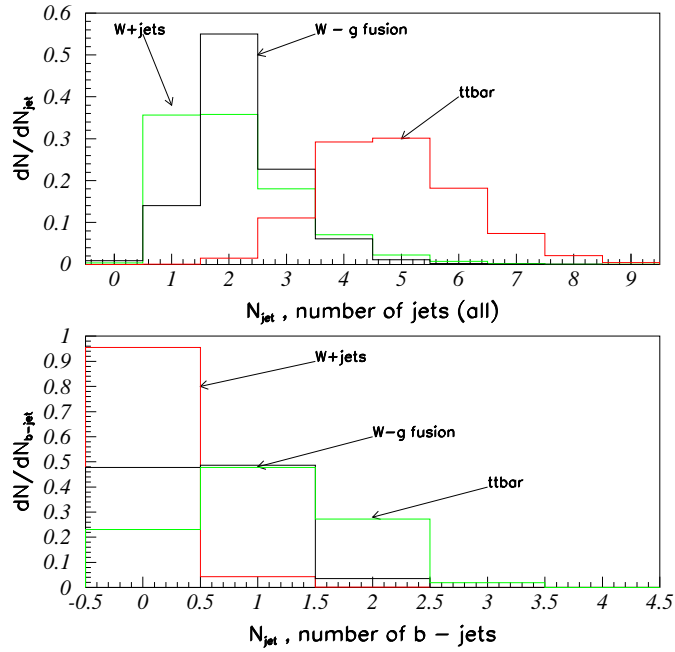 W+jets
W - g fusion
ttbar
dN/dN_jet
0.6
0.5
0.4
0.3
0.2
0.1
0
0 1 2 3 4 5 6 7 8 9
N_jet , number of jets (all)
W+jets
W-g fusion
ttbar
dN/dN_b-jet
1
0.9
0.8
0.7
0.6
0.5
0.4
0.3
0.2
0.1
0
-0.5 0 0.5 1 1.5 2 2.5 3 3.5 4 4.5
N_jet , number of b - jets